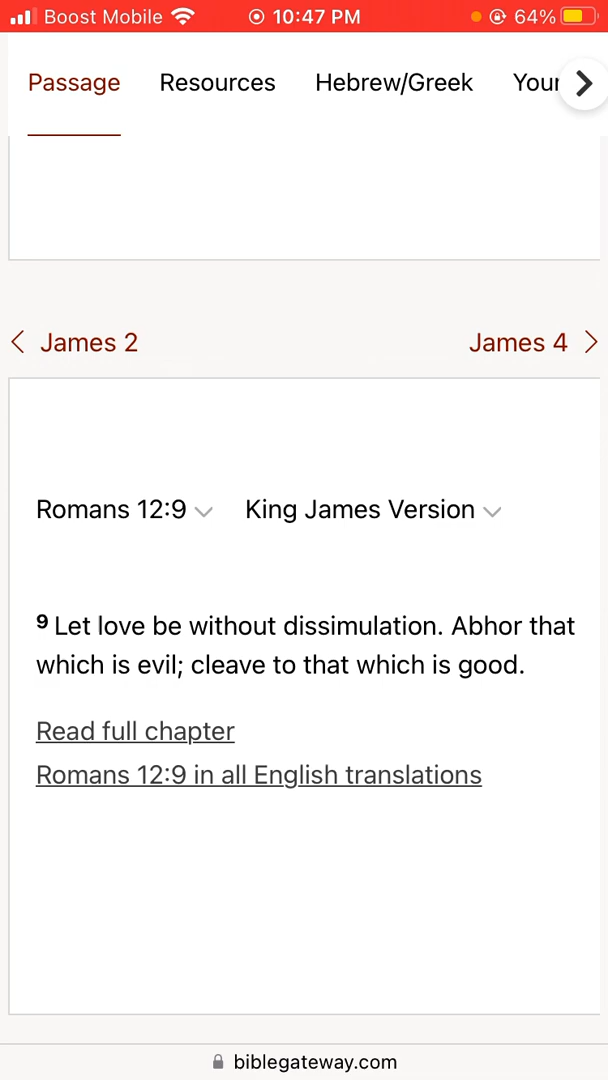 Boost Mobile 10:47 PM 64%
Passage Resources Hebrew/Greek Your
James 2 James 4
Romans 12:9 King James Version
9 Let love be without dissimulation. Abhor that
which is evil; cleave to that which is good.
Read full chapter
Romans 12:9 in all English translations
biblegateway.com